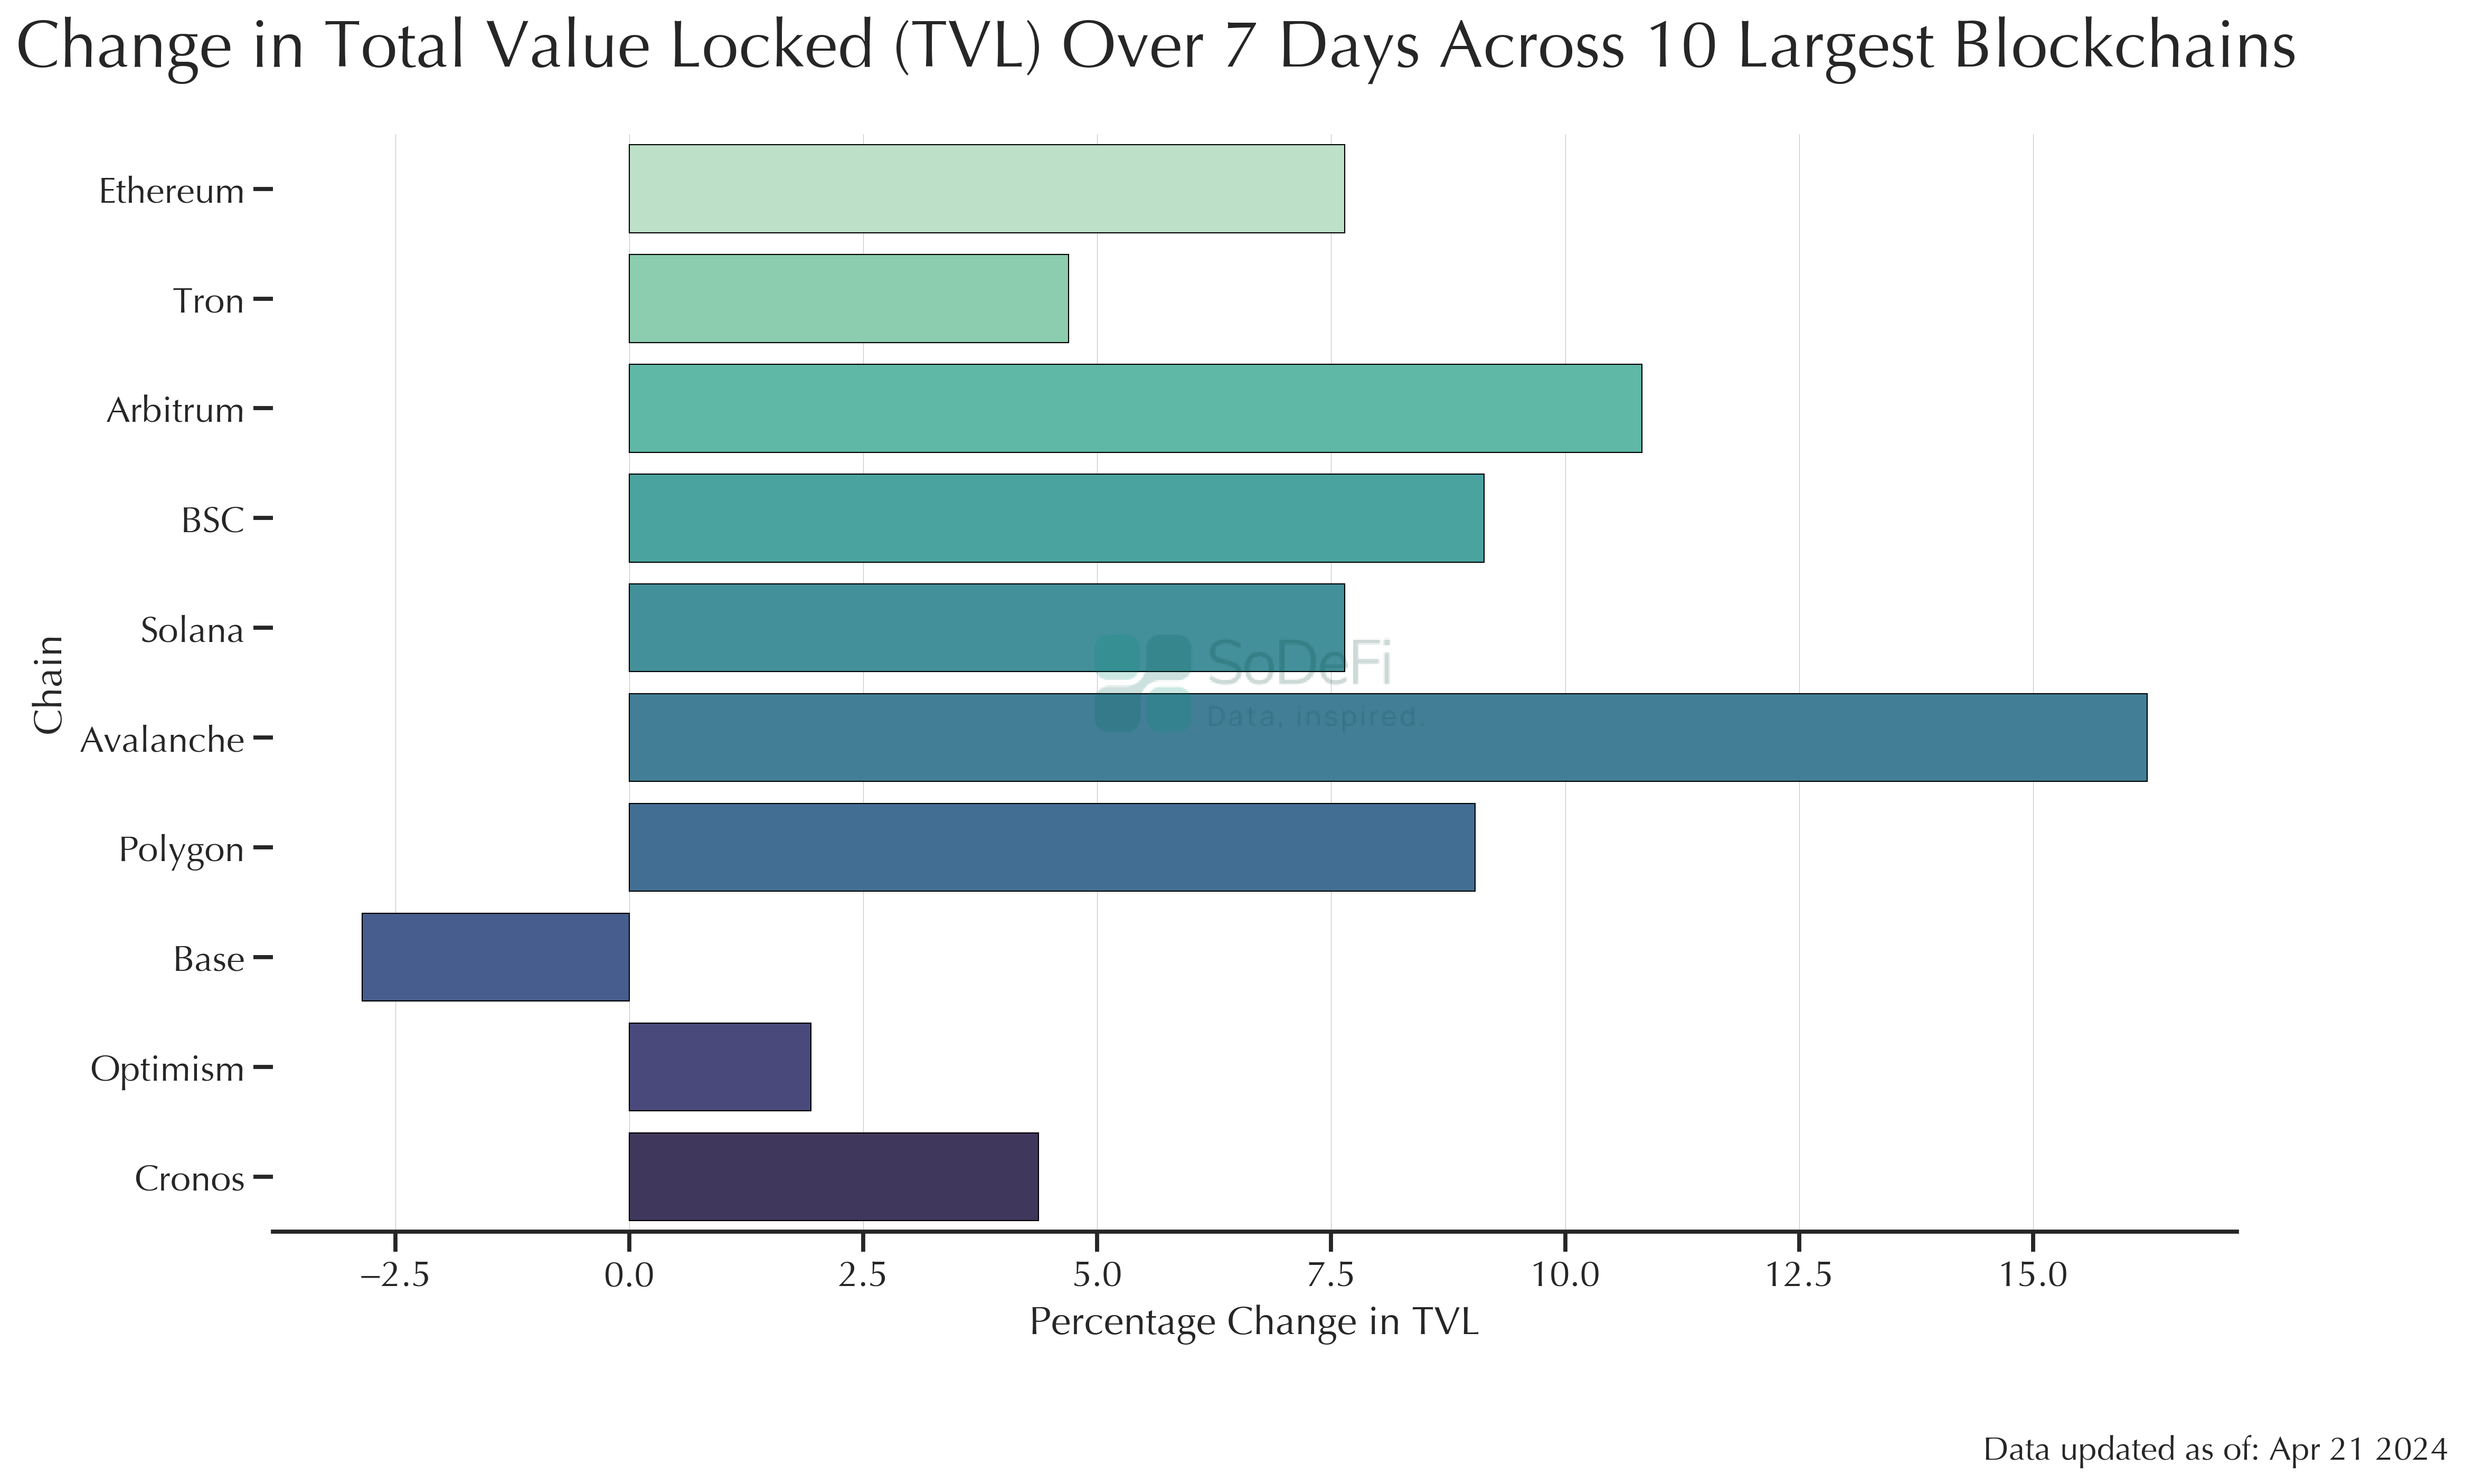 Change in Total Value Locked (TVL) Over 7 Days Across 10 Largest Blockchains
Chain
Ethereum
Tron
Arbitrum
BSC
Solana
Avalanche
Polygon
Base
Optimism
Cronos
SoDeFi
Data, inspired.
−2.5 0.0 2.5 5.0 7.5 10.0 12.5 15.0
Percentage Change in TVL
Data updated as of: Apr 21 2024